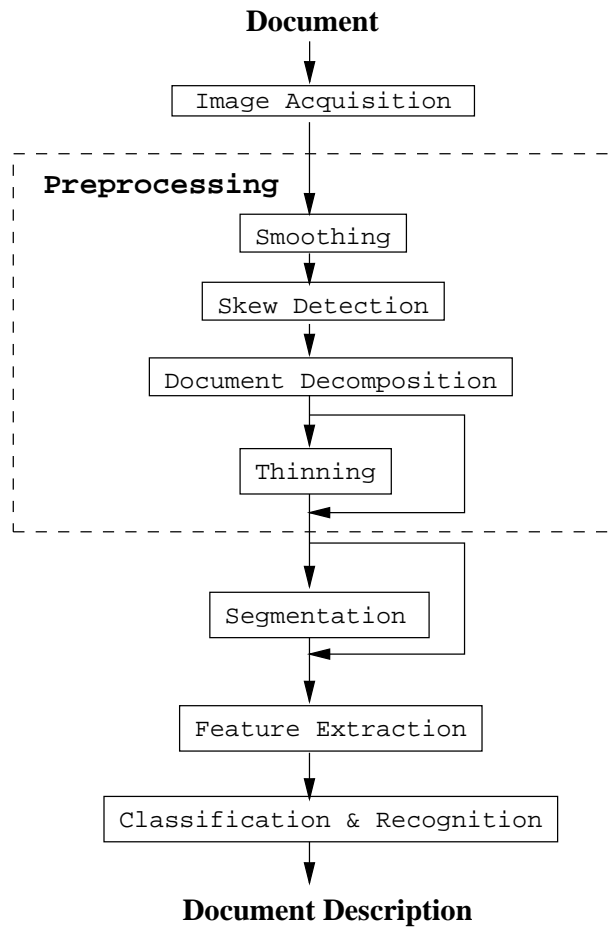 Document
Image Acquisition
Preprocessing
Smoothing
Skew Detection
Document Decomposition
Thinning
Segmentation
Feature Extraction
Classification & Recognition
Document Description